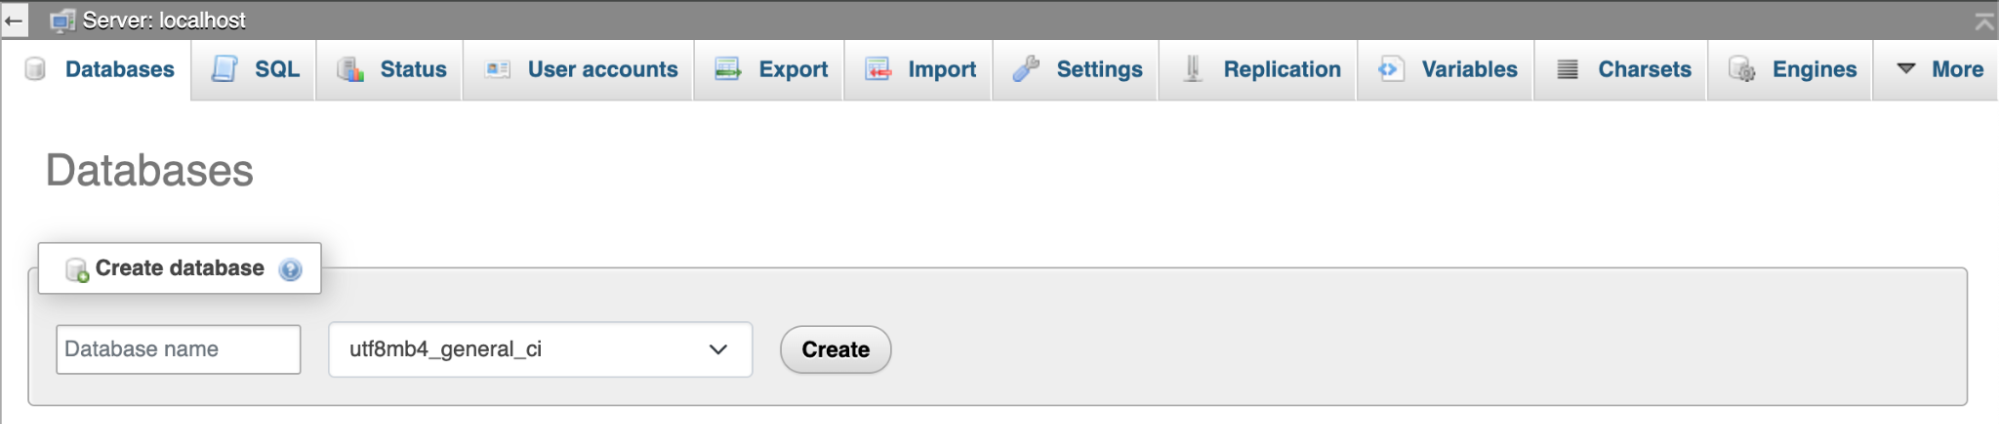 Server: localhost
Databases SQL Status User accounts Export Import Settings Replication Variables Charsets Engines More
Databases
Create database
Database name utf8mb4_general_ci Create